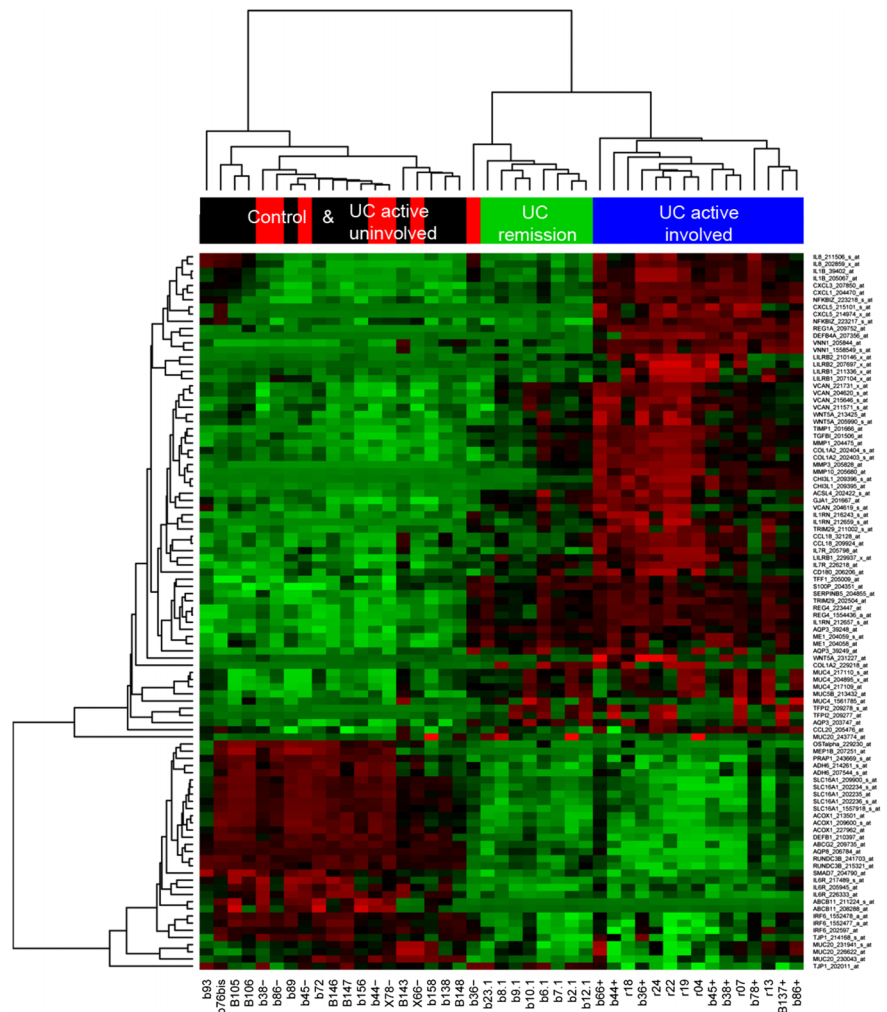 Control & UC active
uninvolved
UC
remission
UC active
involved
IL8_211506_s_at
IL8_202859_x_at
IL1B_39402_at
IL1B_205067_at
CXCL3_207850_at
CXCL1_204470_at
NFKBIZ_223218_s_at
CXCL5_215101_s_at
CXCL5_214974_x_at
NFKBIZ_223217_s_at
REG1A_209752_at
DEFB4A_207356_at
VNN1_205844_at
VNN1_1558549_s_at
LILRB2_210146_x_at
LILRB2_207697_x_at
LILRB1_211336_x_at
LILRB1_207104_x_at
VCAN_221731_x_at
VCAN_204620_s_at
VCAN_215646_s_at
VCAN_211571_s_at
WNT5A_213425_at
WNT5A_205990_s_at
TIMP1_201666_at
TGFBI_201506_at
MMP1_204475_at
COL1A2_202404_s_at
COL1A2_202403_s_at
MMP3_205828_at
MMP10_205680_at
CHI3L1_209396_s_at
CHI3L1_209395_at
ACSL4_202422_s_at
GJA1_201667_at
VCAN_204619_s_at
IL1RN_216243_s_at
IL1RN_212659_s_at
TRIM29_211002_s_at
CCL18_32128_at
CCL18_209924_at
IL7R_205798_at
LILRB1_229937_x_at
IL7R_226218_at
CD180_206206_at
TFF1_205009_at
S100P_204351_at
SERPINB5_204855_at
TRIM29_202504_at
REG4_223447_at
REG4_1554436_a_at
IL1RN_212657_s_at
AQP3_39248_at
ME1_204059_s_at
ME1_204058_at
AQP3_39249_at
WNT5A_231227_at
COL1A2_229218_at
MUC4_217110_s_at
MUC4_204895_x_at
MUC4_217109_at
MUC5B_213432_at
MUC4_1561785_at
TFPI2_209278_s_at
TFPI2_209277_at
AQP3_203747_at
CCL20_205476_at
MUC20_243774_at
OSTalpha_229230_at
MEP1B_207251_at
PRAP1_243669_s_at
ADH6_214261_s_at
ADH6_207544_s_at
SLC16A1_209900_s_at
SLC16A1_202234_s_at
SLC16A1_202235_at
SLC16A1_202236_s_at
SLC16A1_1557918_s_at
ACOX1_213501_at
ACOX1_209600_s_at
ACOX1_227962_at
DEFB1_210397_at
ABCG2_209735_at
AQP8_206784_at
RUNDC3B_241703_at
RUNDC3B_215321_at
SMAD7_204790_at
IL6R_217489_s_at
IL6R_205945_at
IL6R_226333_at
ABCB11_211224_s_at
ABCB11_208288_at
IRF6_1552478_a_at
IRF6_1552477_a_at
IRF6_202597_at
TJP1_214168_s_at
MUC20_231941_s_at
MUC20_226622_at
MUC20_230043_at
TJP1_202011_at
b93
b76bis
B105
B106
b38-
b86-
b89
b45-
b72
B146
B147
b156
b44-
X78-
B143
X66-
b158
b138
B148
b36-
b23.1
b8.1
b9.1
b10.1
b6.1
b7.1
b2.1
b12.1
b66+
b44+
r18
b36+
r24
r22
r19
r04
b45+
b38+
r07
b78+
r13
B137+
b86+